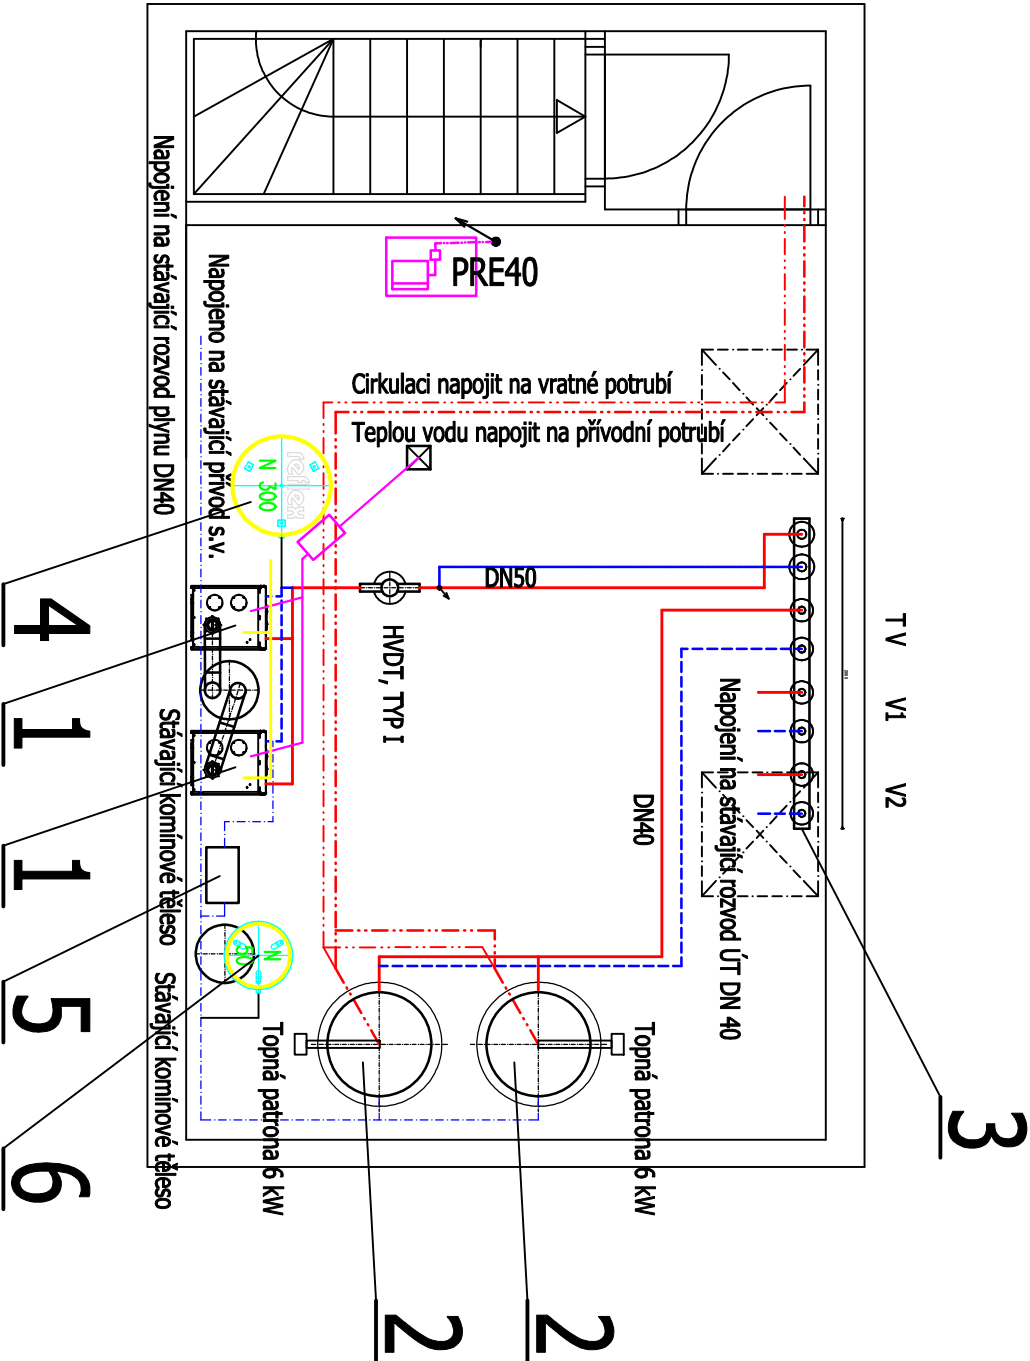 PRE40
Cirkulaci napojit na vratné potrubí
Teplou vodu napojit na přívodní potrubí
DN50
Napojení na stávající rozvod plynu DN40
Napojeno na stávající přívod s.v.
reflex
N 300
HVDT, TYP I
T V
V1
V2
Napojení na stávající rozvod ÚT DN 40
DN40
Stávající komínové těleso
Stávající komínové těleso
N
80
Topná patrona 6 kW
Topná patrona 6 kW
4
1
1
5
6
3
2
2